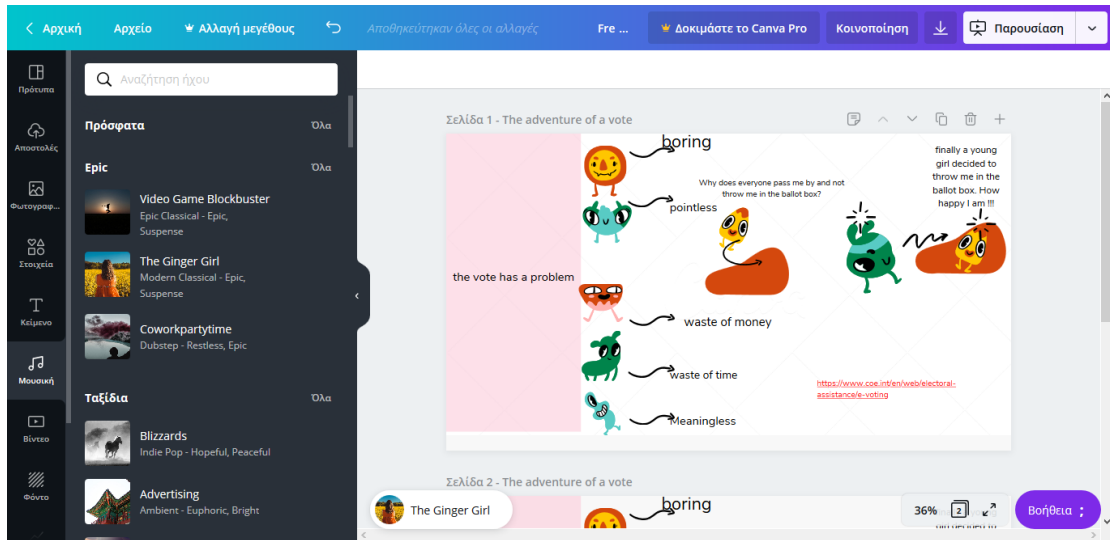 Αρχική
Αρχείο
Αλλαγή μεγέθους
Αποθηκεύτηκαν όλες οι αλλαγές
Fre ...
Δοκιμάστε το Canva Pro
Κοινοποίηση
Παρουσίαση
Πρότυπα
Αποστολές
Φωτογραφ...
Στοιχεία
Κείμενο
Μουσική
Βίντεο
Φόντο
Αναζήτηση ήχου
Πρόσφατα
Όλα
Epic
Όλα
Video Game Blockbuster
Epic Classical - Epic,
Suspense
The Ginger Girl
Modern Classical - Epic,
Suspense
Coworkpartytime
Dubstep - Restless, Epic
Ταξίδια
Όλα
Blizzards
Indie Pop - Hopeful, Peaceful
Advertising
Ambient - Euphoric, Bright
Σελίδα 1 - The adventure of a vote
the vote has a problem
boring
pointless
waste of money
waste of time
Meaningless
Why does everyone pass me by and not
throw me in the ballot box?
finally a young
girl decided to
throw me in the
ballot box. How
happy I am !!!
https://www.coe.int/en/web/electoral-
assistance/e-voting
Σελίδα 2 - The adventure of a vote
boring
The Ginger Girl
36%
2
Βοήθεια ;